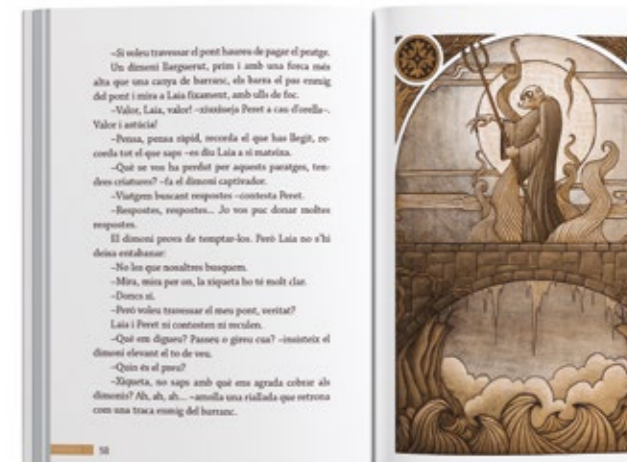 –Si voleu travessar el pont haureu de pagar el peatge.
Un dimoni llarguerut, prim i amb una forca més
alta que una canya de barranc, els barra el pas enmig
del pont i mira a Laia fixament, amb ulls de foc.
–Valor, Laia, valor! –xiuxiueja Peret a cau d'orella–.
Valor i astúcia!
–Pensa, pensa ràpid, recorda el que has llegit, re-
corda tot el que saps –es diu Laia a si mateixa.
–Què se vos ha perdut per aquests paratges, ten-
dres criatures? –fa el dimoni captivador.
–Viatgem buscant respostes –contesta Peret.
–Respostes, respostes... Jo vos puc donar moltes
respostes.
El dimoni prova de temptar-los. Però Laia no s'hi
deixa entabanar:
–No les que nosaltres busquem.
–Mira, mira per on, la xiqueta ho té molt clar.
–Doncs sí.
–Però voleu travessar el meu pont, veritat?
Laia i Peret ni contesten ni reculen.
–Què em digueu? Passeu o gireu cua? –insisteix el
dimoni elevant el to de veu.
–Quin és el preu?
–Xiqueta, no saps amb què ens agrada cobrar als
dimonis? Ah, ah, ah... –amolla una riallada que retrona
com una traca enmig del barranc.
50